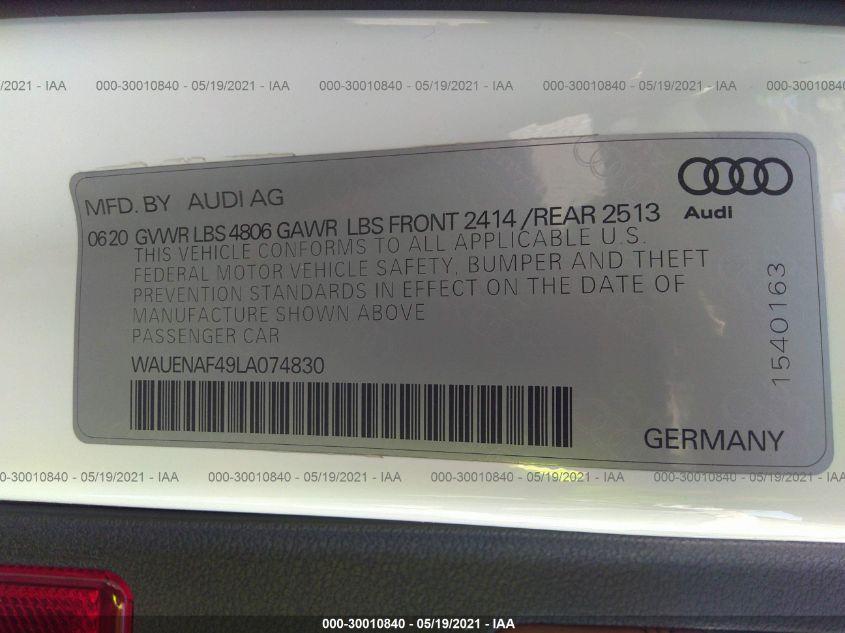 /2021 - IAA 000-30010840 - 05/19/2021 - IAA 000-30010840 - 05/19/2021 - IAA 000-30010840 - 05/19/2021 - IAA 000-30010840
MFD. BY AUDI AG
Audi
0620 GVWR LBS 4806 GAWR LBS FRONT 2414 /REAR 2513
THIS VEHICLE CONFORMS TO ALL APPLICABLE U.S.
FEDERAL MOTOR VEHICLE SAFETY, BUMPER AND THEFT
PREVENTION STANDARDS IN EFFECT ON THE DATE OF
MANUFACTURE SHOWN ABOVE
PASSENGER CAR
WAUENAF49LA074830
1540163
GERMANY
0-30010840 - 05/19/2021 - IAA 000-30010840 - 05/19/2021 - IAA 000-30010840 - 05/19/2021 - IAA 000-30010840 - 05/19/2021 - IAA
000-30010840 - 05/19/2021 - IAA